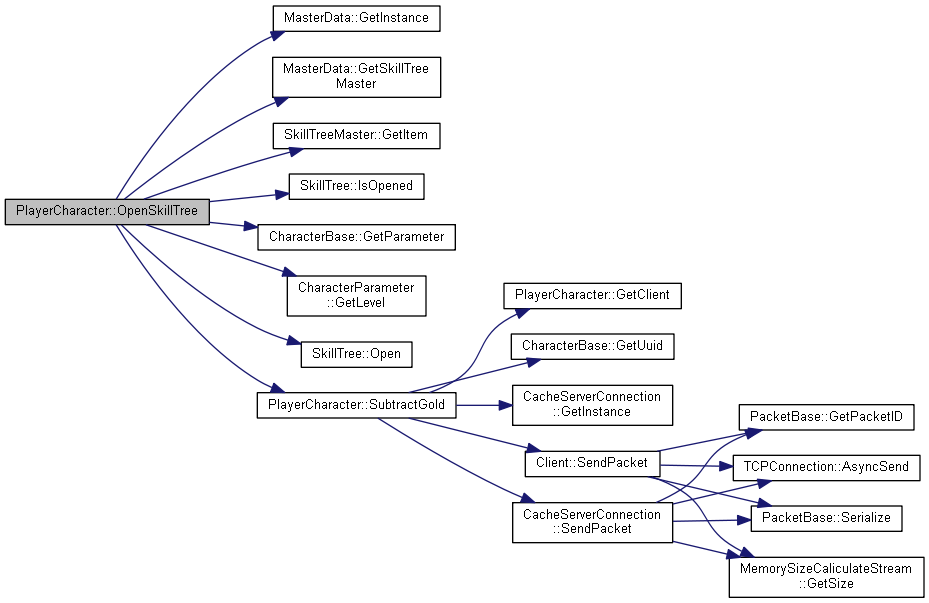 MasterData::GetInstance
MasterData::GetSkillTree
Master
SkillTreeMaster::GetItem
SkillTree::IsOpened
PlayerCharacter::OpenSkillTree
CharacterBase::GetParameter
CharacterParameter
::GetLevel
SkillTree::Open
PlayerCharacter::SubtractGold
PlayerCharacter::GetClient
CharacterBase::GetUuid
CacheServerConnection
::GetInstance
Client::SendPacket
CacheServerConnection
::SendPacket
PacketBase::GetPacketID
TCPConnection::AsyncSend
PacketBase::Serialize
MemorySizeCaliculateStream
::GetSize